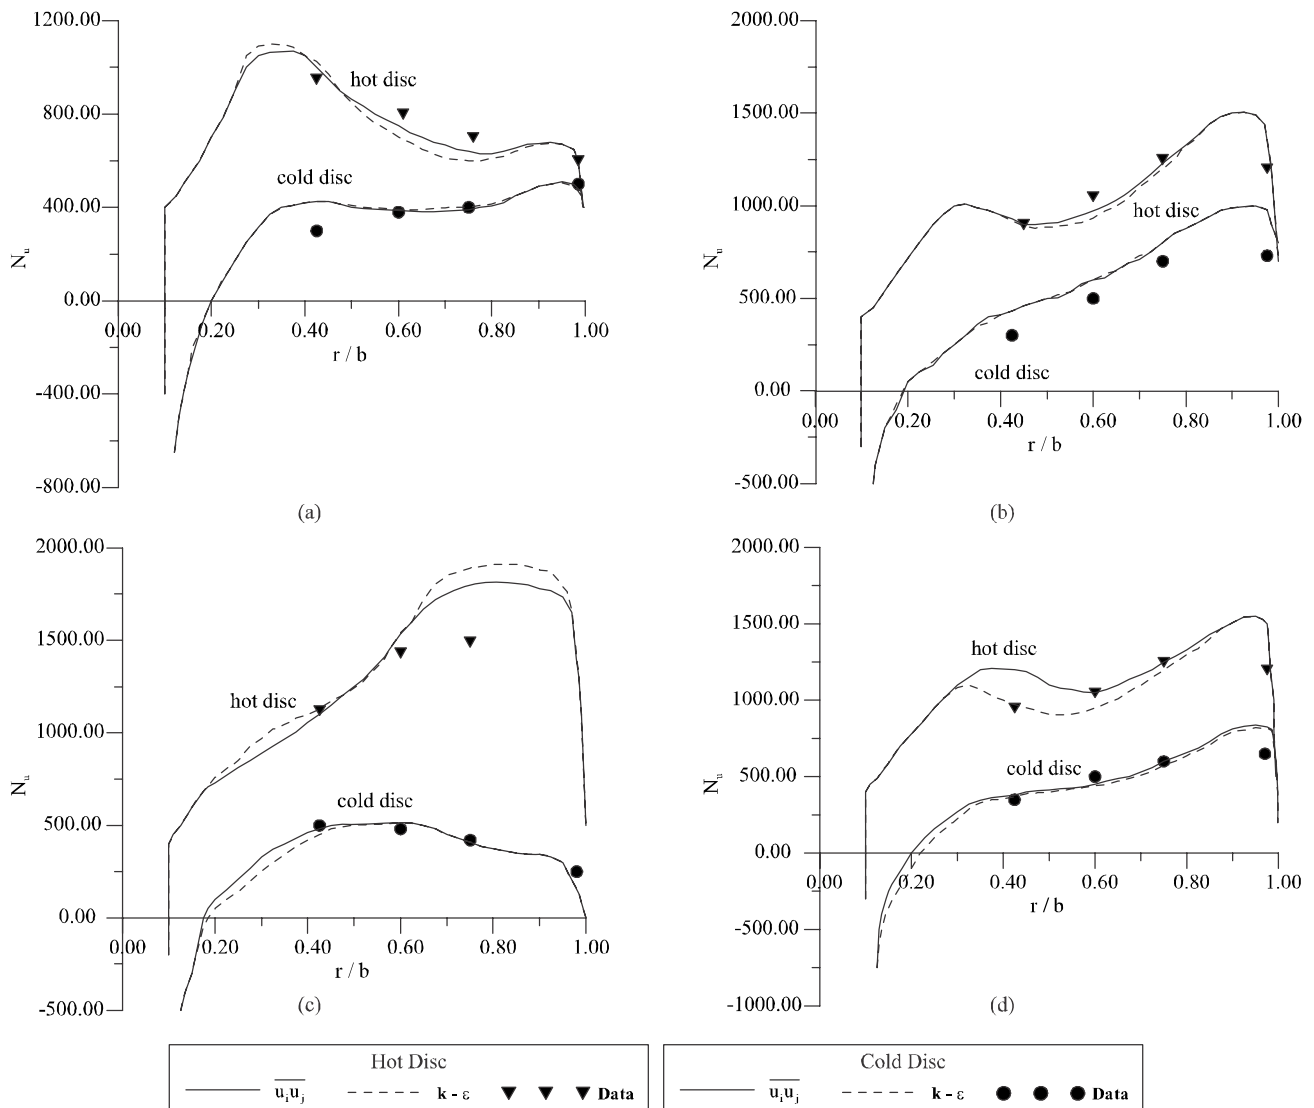 1200.00
800.00
400.00
0.00
-400.00
-800.00
Nu
0.00
0.20
0.40
0.60
0.80
1.00
r / b
hot disc
cold disc
(a)
2000.00
1500.00
1000.00
500.00
0.00
-500.00
Nu
0.00
0.20
0.40
0.60
0.80
1.00
r / b
hot disc
cold disc
(b)
2000.00
1500.00
1000.00
500.00
0.00
-500.00
Nu
0.00
0.20
0.40
0.60
0.80
1.00
r / b
hot disc
cold disc
(c)
2000.00
1500.00
1000.00
500.00
0.00
-500.00
-1000.00
Nu
0.00
0.20
0.40
0.60
0.80
1.00
r / b
hot disc
cold disc
(d)
Hot Disc
uiuj k - ε Data
Cold Disc
uiuj k - ε Data